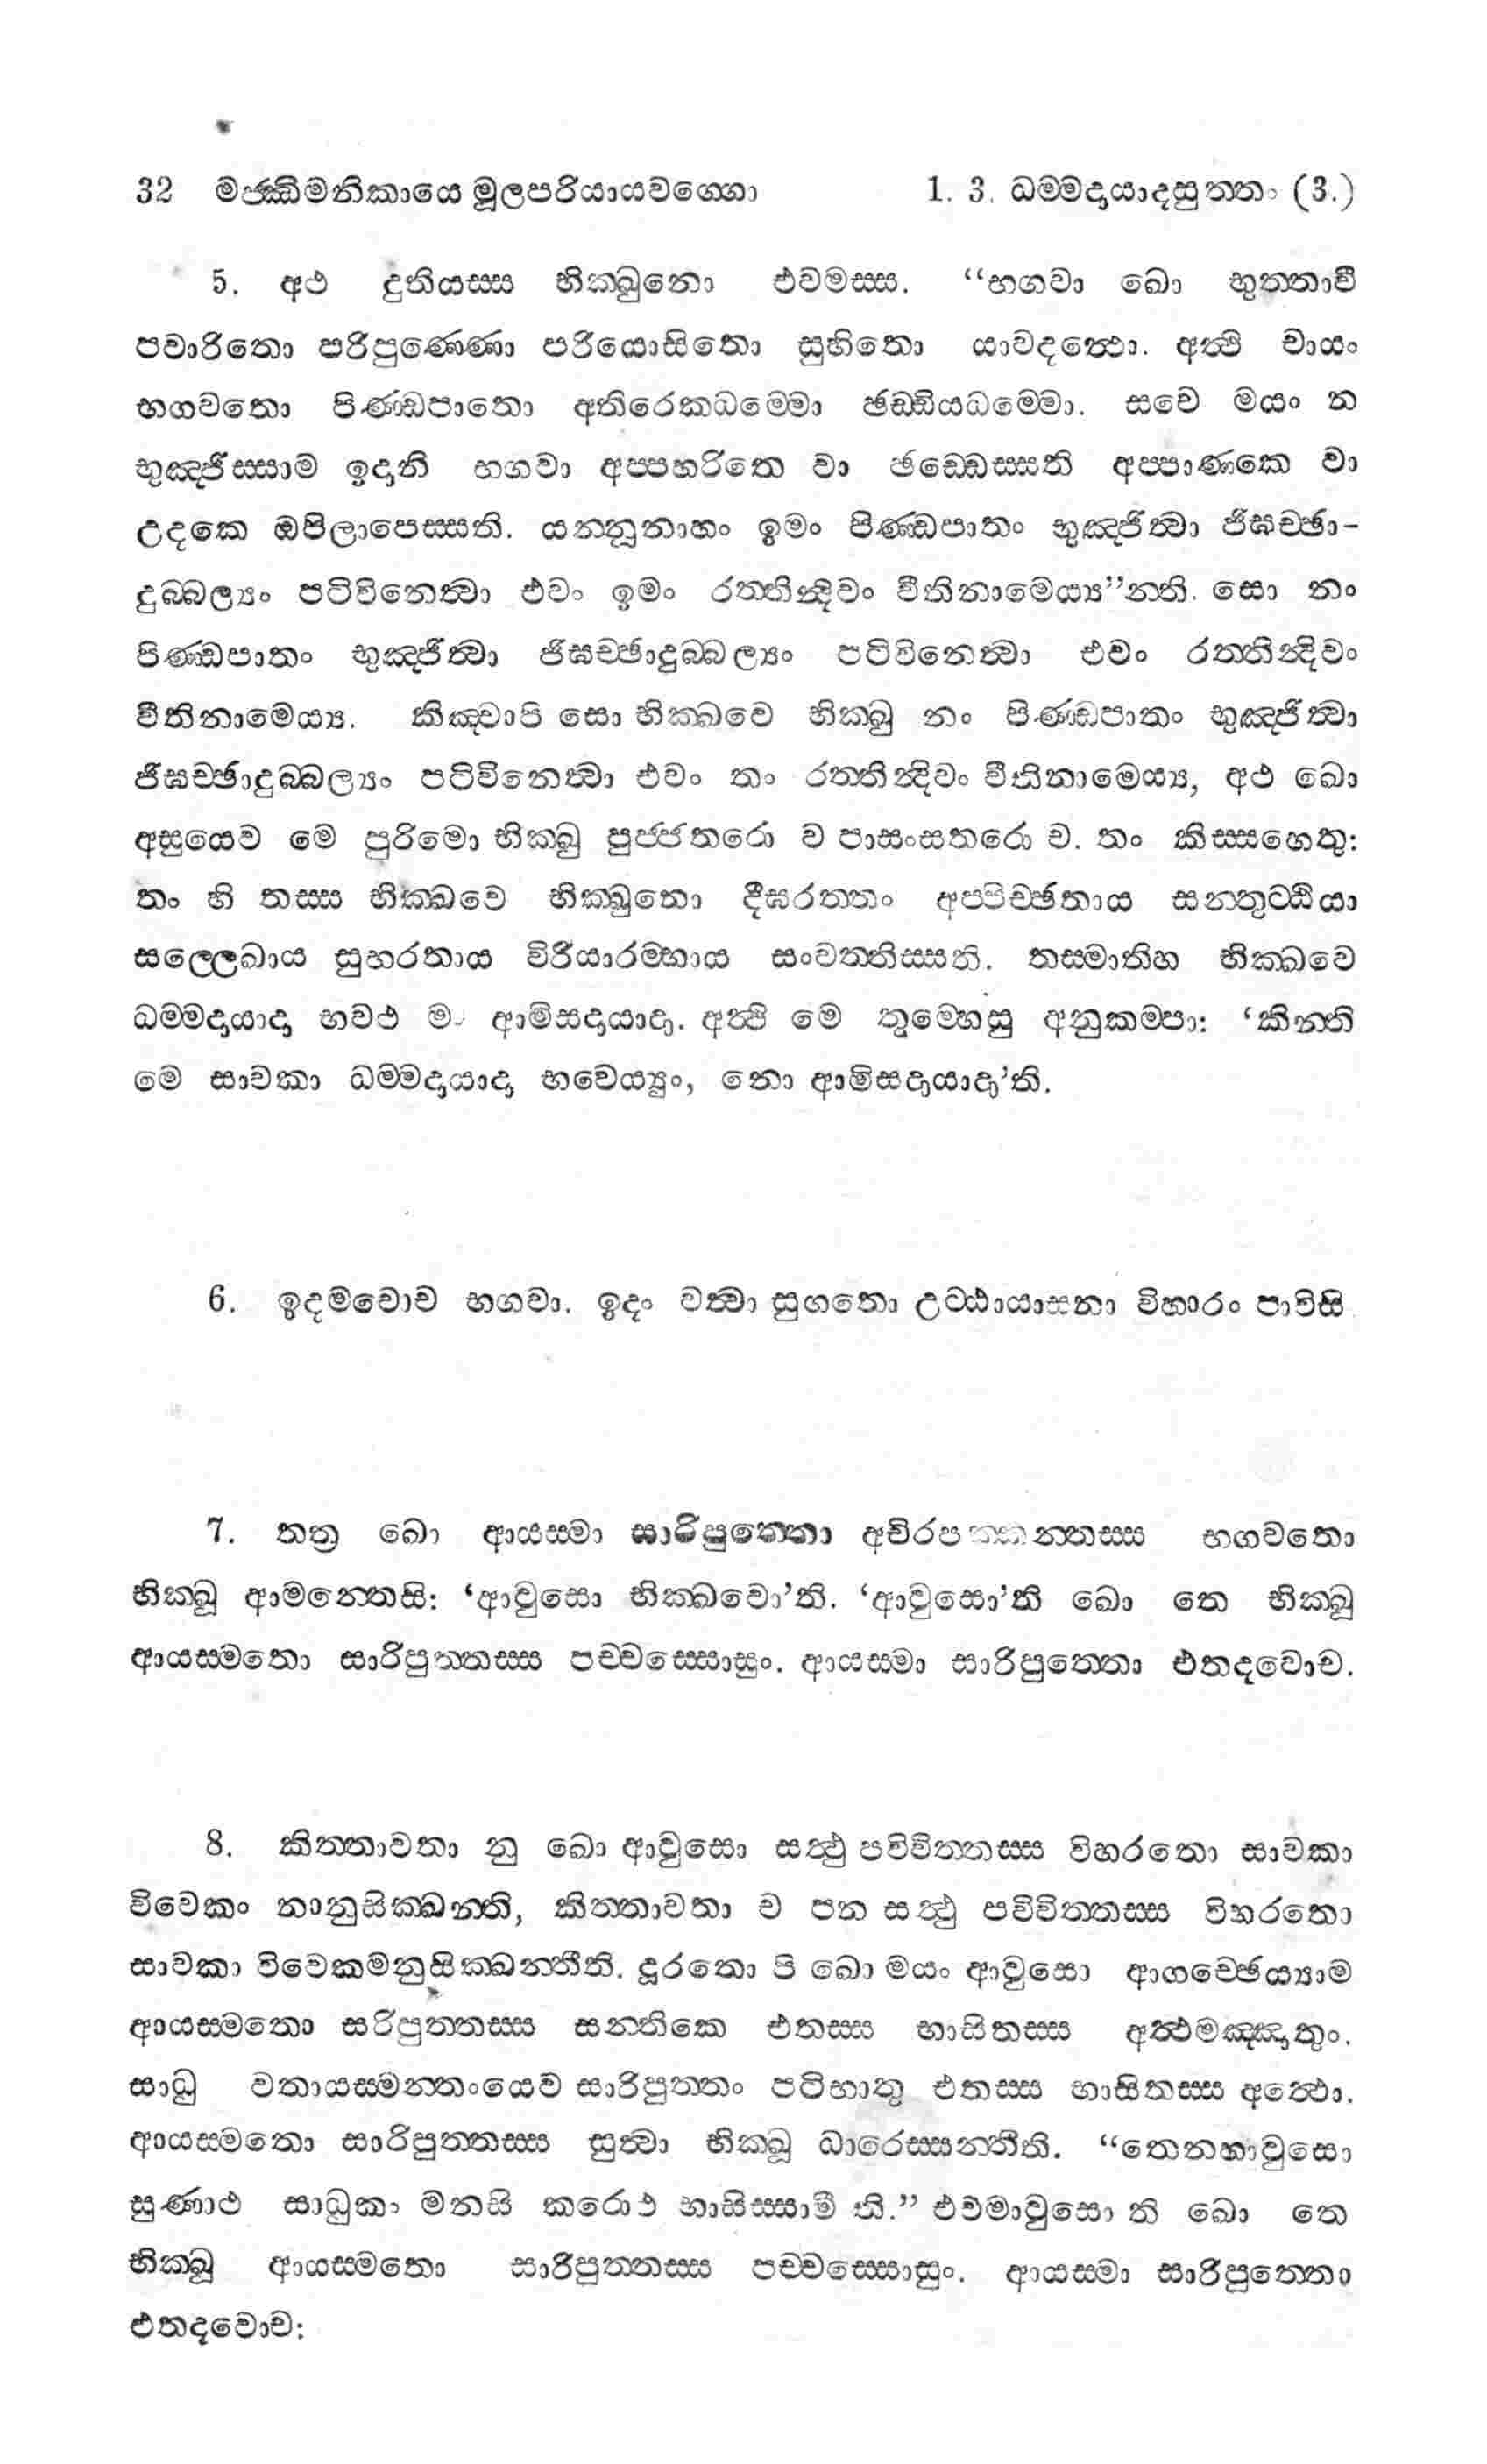 32 මජ්ඣිමනිකායෙ මූලපරියායවග්ගො 1. 3. ධම්මදායාදසුත්තං (3.)
5. අථ දුතියස්ස භික්ඛුනො එවමස්ස. “භගවා ඛො භුත්තාවී
පවාරිතො පරිපුණ්ණො පරියොසිතො සුහිතො යාවදත්ථො. අත්ථි චායං
භගවතො පිණ්ඩපාතො අතිරෙකධම්මො ඡඩ්ඩියධම්මො. සචෙ මයං න
භුඤ්ජිස්සාම ඉදානි භගවා අප්පහරිතෙ වා ඡඩ්ඩෙස්සති අප්පාණකෙ වා
උදකෙ ඔපිලාපෙස්සති. යන්නූනාහං ඉමං පිණ්ඩපාතං භුඤ්ජිත්වා ජිඝච්ඡා-
දුබ්බල්‍යං පටිවිනෙත්වා එවං ඉමං රත්තින්දිවං වීතිනාමෙය්‍ය”න්ති. සො තං
පිණ්ඩපාතං භුඤ්ජිත්වා ජිඝච්ඡාදුබ්බල්‍යං පටිවිනෙත්වා එවං රත්තින්දිවං
වීතිනාමෙය්‍ය. කිඤ්චාපි සො භික්ඛවෙ භික්ඛු තං පිණ්ඩපාතං භුඤ්ජිත්වා
ජිඝච්ඡාදුබ්බල්‍යං පටිවිනෙත්වා එවං තං රත්තින්දිවං වීතිනාමෙය්‍ය, අථ ඛො
අසුයෙව මෙ පුරිමො භික්ඛු පුජ්ජතරො ච පාසංසතරො ච. තං කිස්සහෙතු:
තං හි තස්ස භික්ඛවෙ භික්ඛුනො දීඝරත්තං අප්පිච්ඡතාය සන්තුට්ඨියා
සල්ලෙඛාය සුභරතාය විරියාරම්භාය සංවත්තිස්සති. තස්මාතිහ භික්ඛවෙ
ධම්මදායාදා භවථ මා ආමිසදායාදා. අත්ථි මෙ තුම්හෙසු අනුකම්පා: ‘කින්ති
මෙ සාවකා ධම්මදායාදා භවෙය්‍යුං, නො ආමිසදායාදා’ති.
6. ඉදමවොච භගවා. ඉදං වත්වා සුගතො උට්ඨායාසනා විහාරං පාවිසි
7. තත්‍ර ඛො ආයස්මා සාරිපුත්තො අචිරපක්කන්තස්ස භගවතො
භික්ඛූ ආමන්තෙසි: ‘ආවුසො භික්ඛවො’ති. ‘ආවුසො’ති ඛො තෙ භික්ඛූ
ආයස්මතො සාරිපුත්තස්ස පච්චස්සොසුං. ආයස්මා සාරිපුත්තො එතදවොච.
8. කිත්තාවතා නු ඛො ආවුසො සත්ථු පවිවිත්තස්ස විහරතො සාවකා
විවෙකං නානුසික්ඛන්ති, කිත්තාවතා ච පන සත්ථු පවිවිත්තස්ස විහරතො
සාවකා විවෙකමනුසික්ඛන්තීති. දූරතො පි ඛො මයං ආවුසො ආගච්ඡෙය්‍යාම
ආයස්මතො සරිපුත්තස්ස සන්තිකෙ එතස්ස භාසිතස්ස අත්ථමඤ්ඤාතුං.
සාධු වතායස්මන්තංයෙව සාරිපුත්තං පටිභාතු එතස්ස භාසිතස්ස අත්ථො.
ආයස්මතො සාරිපුත්තස්ස සුත්වා භික්ඛූ ධාරෙස්සන්තීති. “තෙනහාවුසො
සුණාථ සාධුකං මනසි කරොථ භාසිස්සාමී ති.” එවමාවුසො ති ඛො තෙ
භික්ඛූ ආයස්මතො සාරිපුත්තස්ස පච්චස්සොසුං. ආයස්මා සාරිපුත්තො
එතදවොච: